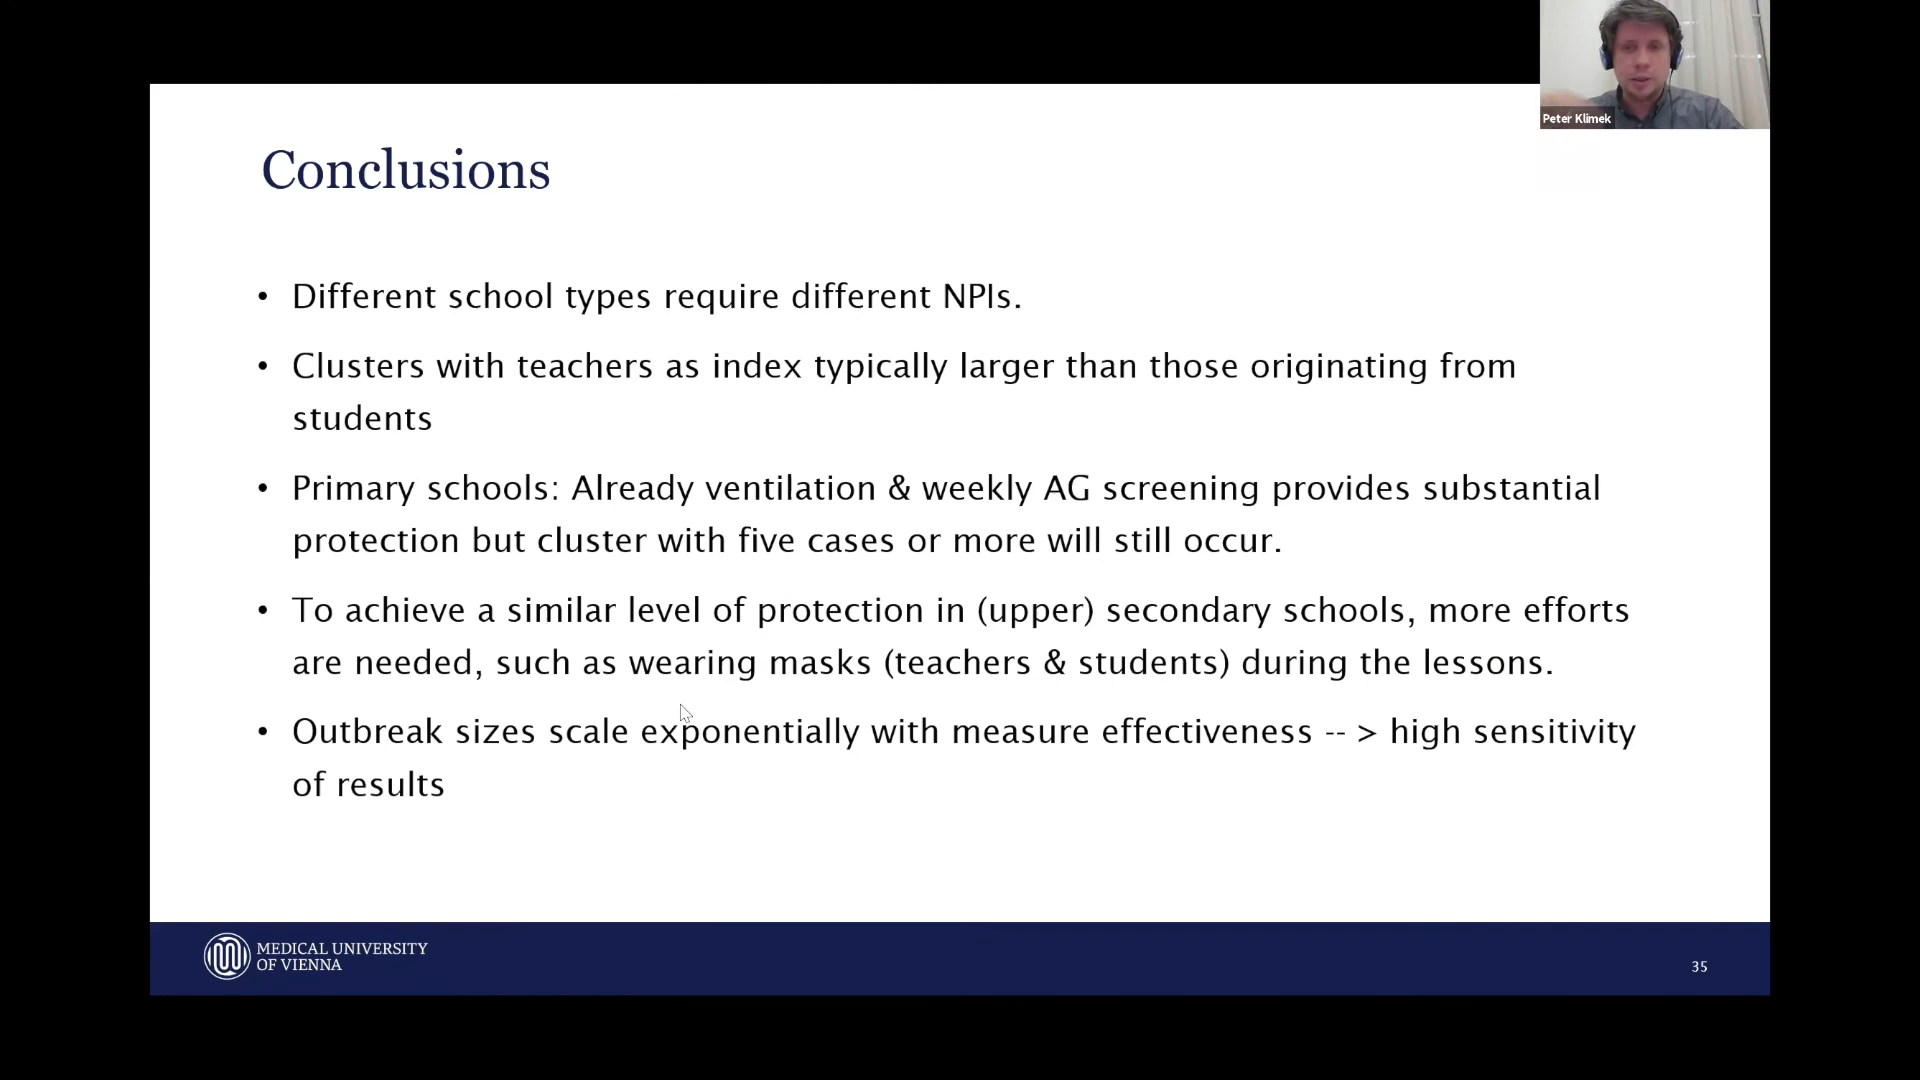 Peter Klimek
Conclusions
• Different school types require different NPIs.
• Clusters with teachers as index typically larger than those originating from
students
• Primary schools: Already ventilation & weekly AG screening provides substantial
protection but cluster with five cases or more will still occur.
• To achieve a similar level of protection in (upper) secondary schools, more efforts
are needed, such as wearing masks (teachers & students) during the lessons.
• Outbreak sizes scale exponentially with measure effectiveness -- > high sensitivity
of results
MEDICAL UNIVERSITY
OF VIENNA
35